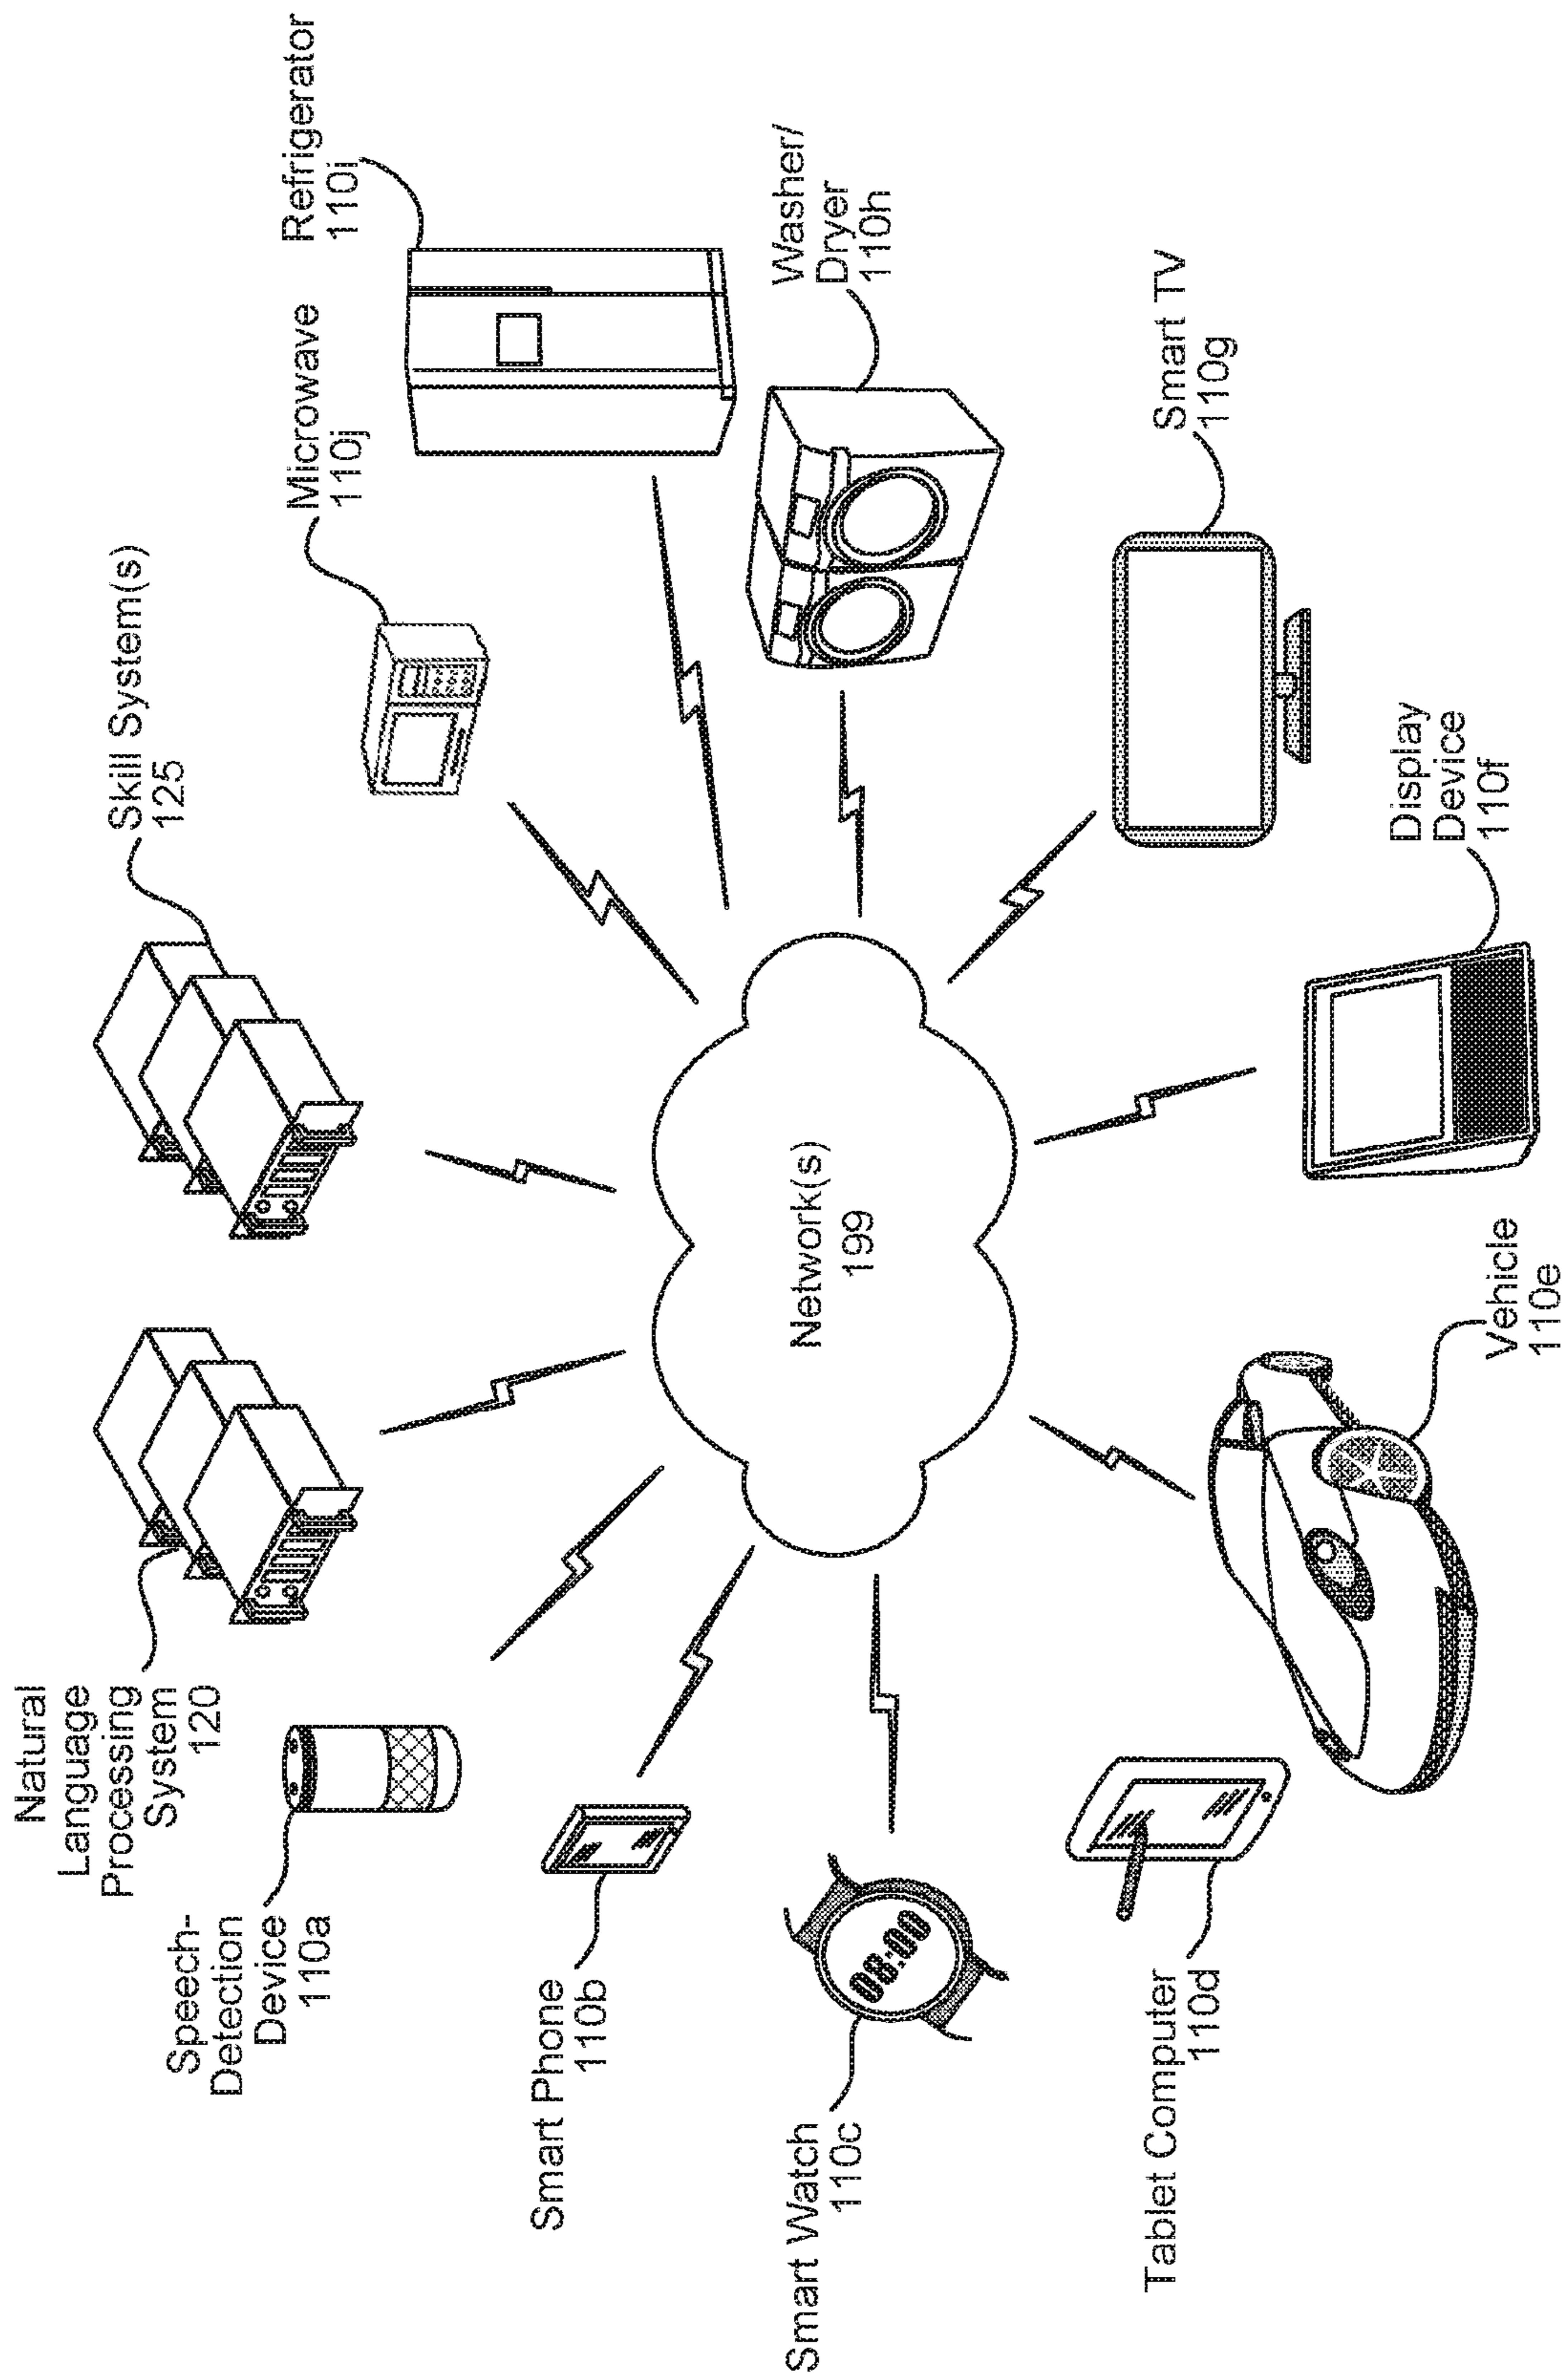 Natural
Language
Processing
System
120
Skill System(s)
125
Speech-
Detection
Device
110a
Microwave
110j
Refrigerator
110i
Smart Phone
110b
Washer/
Dryer
110h
Network(s)
199
Smart Watch
110c
08:00
Smart TV
110g
Tablet Computer
110d
Display
Device
110f
Vehicle
110e